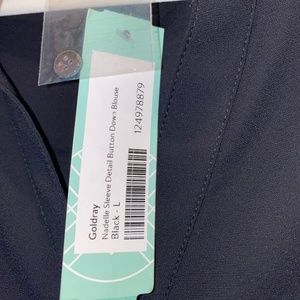 Goldray
Nadelle Sleeve Detail Button Down Blouse
Black - L
124978879